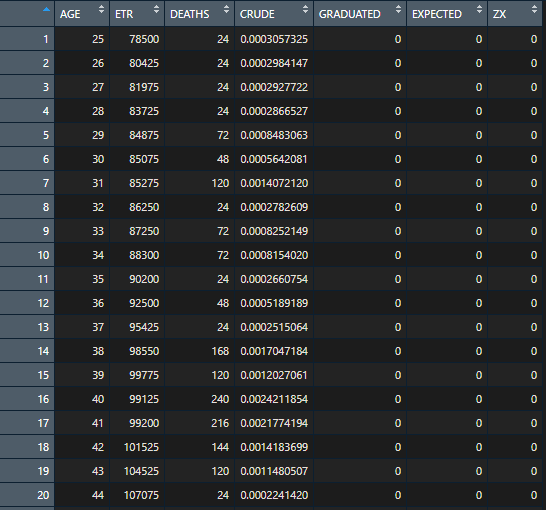 AGE ETR DEATHS CRUDE GRADUATED EXPECTED ZX
1 25 78500 24 0.0003057325 0 0 0
2 26 80425 24 0.0002984147 0 0 0
3 27 81975 24 0.0002927722 0 0 0
4 28 83725 24 0.0002866527 0 0 0
5 29 84875 72 0.0008483063 0 0 0
6 30 85075 48 0.0005642081 0 0 0
7 31 85275 120 0.0014072120 0 0 0
8 32 86250 24 0.0002782609 0 0 0
9 33 87250 72 0.0008252149 0 0 0
10 34 88300 72 0.0008154020 0 0 0
11 35 90200 24 0.0002660754 0 0 0
12 36 92500 48 0.0005189189 0 0 0
13 37 95425 24 0.0002515064 0 0 0
14 38 98550 168 0.0017047184 0 0 0
15 39 99775 120 0.0012027061 0 0 0
16 40 99125 240 0.0024211854 0 0 0
17 41 99200 216 0.0021774194 0 0 0
18 42 101525 144 0.0014183699 0 0 0
19 43 104525 120 0.0011480507 0 0 0
20 44 107075 24 0.0002241420 0 0 0